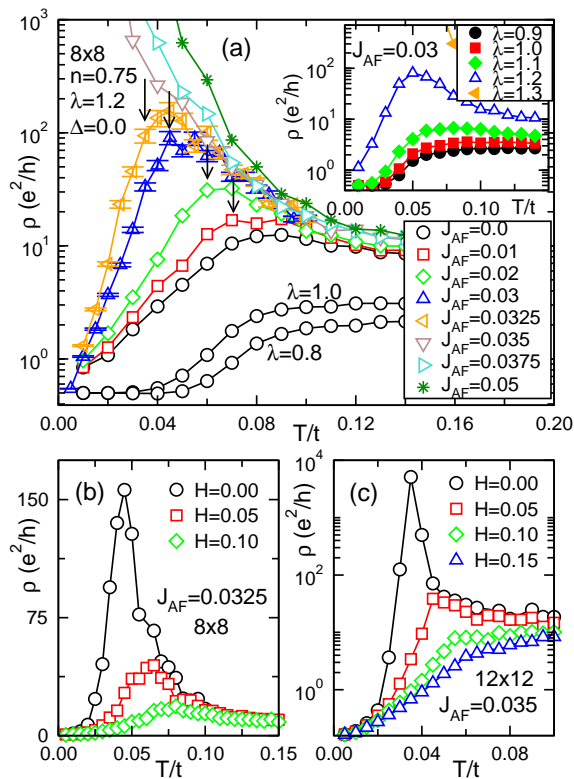 (a)
8x8
n=0.75
λ=1.2
Δ=0.0
λ=1.0
λ=0.8
ρ (e²/h)
10³
10²
10¹
10⁰
0.00 0.04 0.08 0.12 0.16 0.20
T/t
J_AF=0.0
J_AF=0.01
J_AF=0.02
J_AF=0.03
J_AF=0.0325
J_AF=0.035
J_AF=0.0375
J_AF=0.05
J_AF=0.03
ρ (e²/h)
10²
10¹
10⁰
0.00 0.05 0.10
T/t
λ=0.9
λ=1.0
λ=1.1
λ=1.2
λ=1.3
(b)
H=0.00
H=0.05
H=0.10
J_AF=0.0325
8x8
ρ (e²/h)
150
75
0
0.00 0.05 0.10 0.15
T/t
(c)
H=0.00
H=0.05
H=0.10
H=0.15
12x12
J_AF=0.035
ρ (e²/h)
10⁴
10²
10⁰
0.00 0.04 0.08
T/t